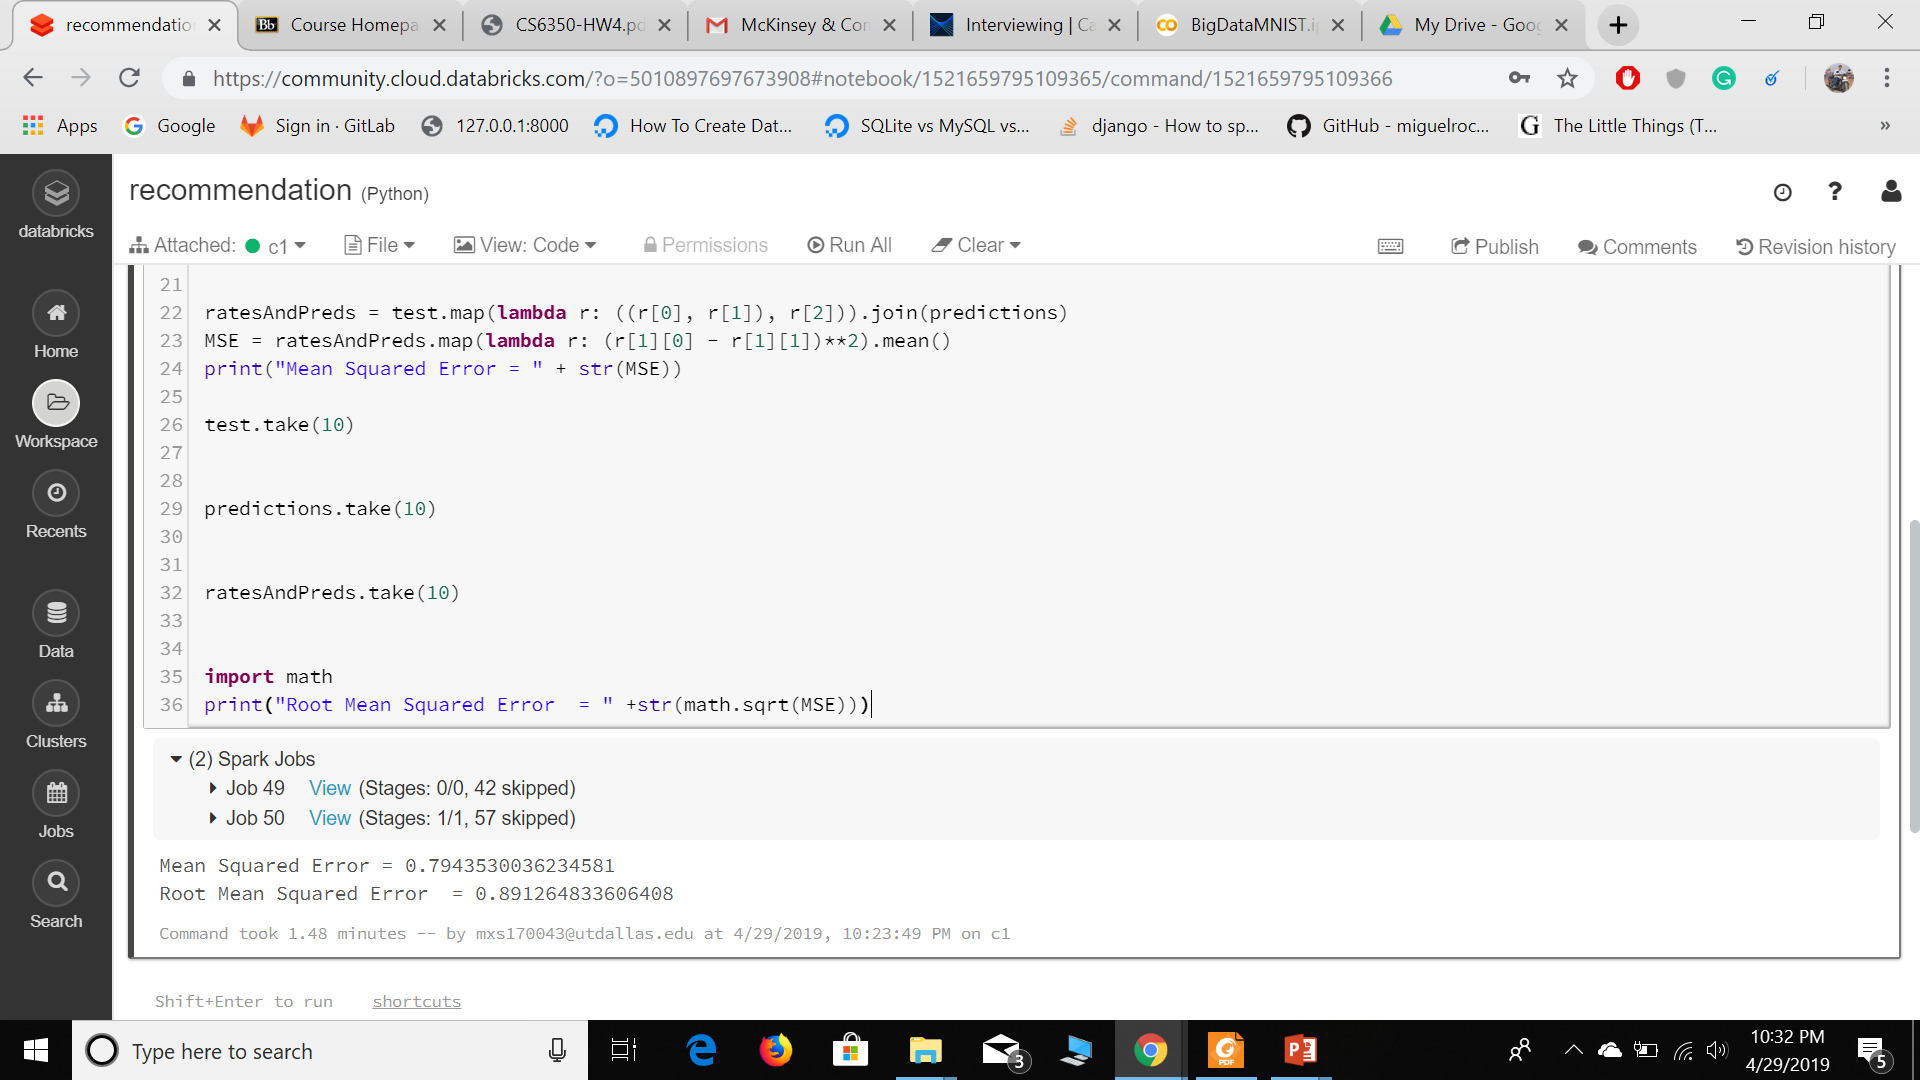 recommendatio
Course Homepa
CS6350-HW4.pd
McKinsey & Con
Interviewing | Ca
BigDataMNIST.i
My Drive - Goog
https://community.cloud.databricks.com/?o=5010897697673908#notebook/1521659795109365/command/1521659795109366
Apps
Google
Sign in · GitLab
127.0.0.1:8000
How To Create Dat...
SQLite vs MySQL vs...
django - How to sp...
GitHub - miguelroc...
The Little Things (T...
»
recommendation (Python)
databricks
Attached: c1
File
View: Code
Permissions
Run All
Clear
Publish
Comments
Revision history
Home
Workspace
Recents
Data
Clusters
Jobs
Search
21
22 ratesAndPreds = test.map(lambda r: ((r[0], r[1]), r[2])).join(predictions)
23 MSE = ratesAndPreds.map(lambda r: (r[1][0] - r[1][1])**2).mean()
24 print("Mean Squared Error = " + str(MSE))
25
26 test.take(10)
27
28
29 predictions.take(10)
30
31
32 ratesAndPreds.take(10)
33
34
35 import math
36 print("Root Mean Squared Error  = " +str(math.sqrt(MSE)))
(2) Spark Jobs
Job 49 View (Stages: 0/0, 42 skipped)
Job 50 View (Stages: 1/1, 57 skipped)
Mean Squared Error = 0.7943530036234581
Root Mean Squared Error  = 0.891264833606408
Command took 1.48 minutes -- by mxs170043@utdallas.edu at 4/29/2019, 10:23:49 PM on c1
Shift+Enter to run shortcuts
Type here to search
3
10:32 PM
4/29/2019
5